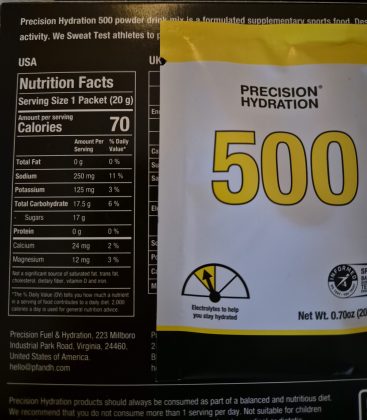 Precision Hydration 500 powder drink mix is a formulated supplementary sports food. Des
activity. We Sweat Test athletes to p
USA
UK
Nutrition Facts
Serving Size 1 Packet (20 g)
Amount per serving
Calories 70
Amount Per Serving % Daily Value*
Total Fat 0 g 0 %
Sodium 250 mg 11 %
Potassium 125 mg 3 %
Total Carbohydrate 17.5 g 6 %
- Sugars 17 g
Protein 0 g 0 %
Calcium 24 mg 2 %
Magnesium 12 mg 3 %
Not a significant source of saturated fat, trans fat,
cholesterol, dietary fiber, vitamin D and iron.
*The % Daily Value (DV) tells you how much a nutrient
in a serving of food contributes to a daily diet. 2,000
calories a day is used for general nutrition advice.
Precision Fuel & Hydration, 223 Millboro
Industrial Park Road, Virginia, 24460,
United States of America.
hello@pfandh.com
PRECISION®
HYDRATION
500
Electrolytes to help
you stay hydrated
INFORMED
SP
Net Wt. 0.70oz (20
Precision Hydration products should always be consumed as part of a balanced and nutritious diet.
We recommend that you do not consume more than 1 serving per day. Not suitable for children